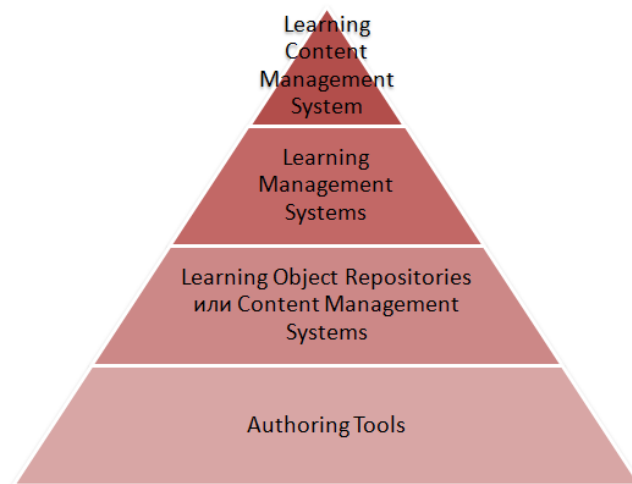 Learning
Content
Management
System
Learning
Management
Systems
Learning Object Repositories
или Content Management
Systems
Authoring Tools